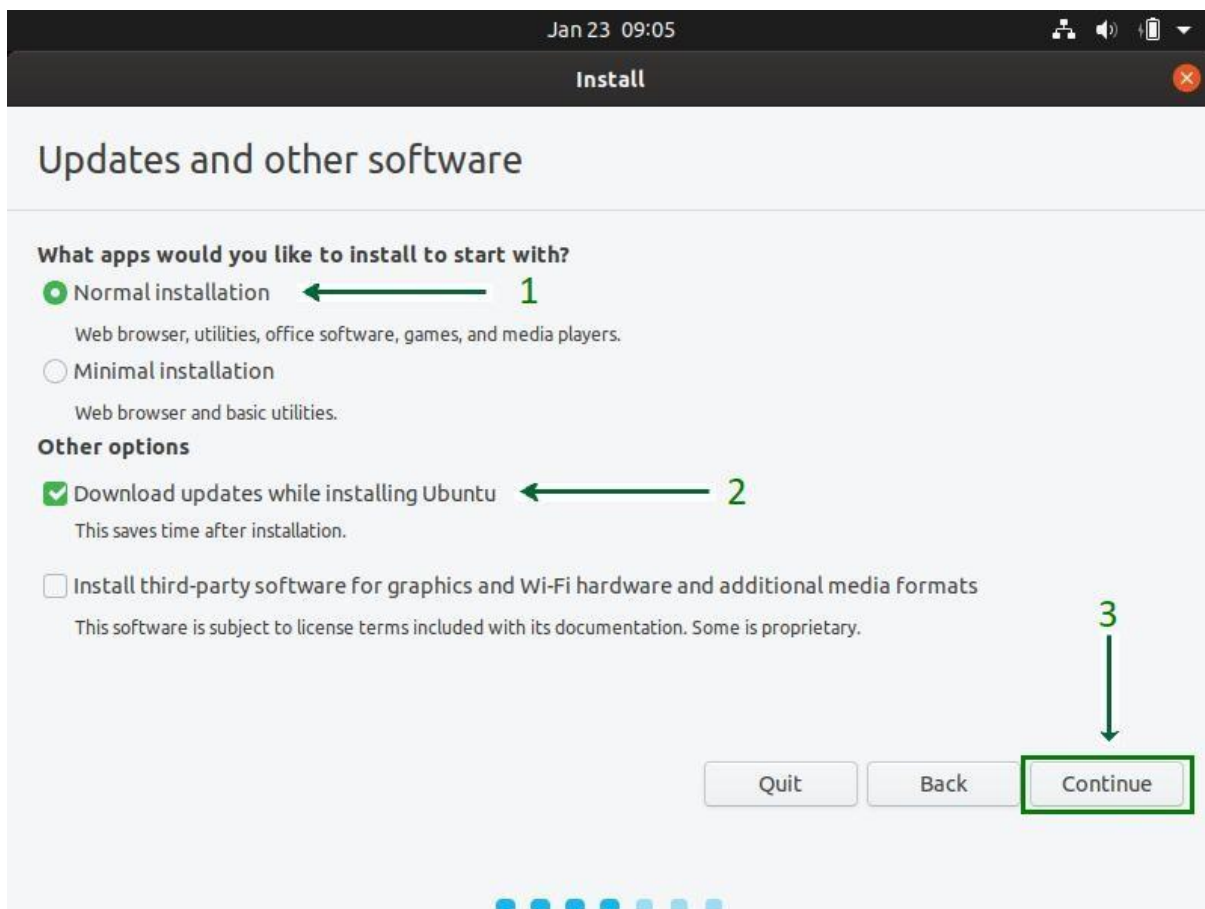 Jan 23 09:05
Install
Updates and other software
What apps would you like to install to start with?
Normal installation 1
Web browser, utilities, office software, games, and media players.
Minimal installation
Web browser and basic utilities.
Other options
Download updates while installing Ubuntu 2
This saves time after installation.
Install third-party software for graphics and Wi-Fi hardware and additional media formats
This software is subject to license terms included with its documentation. Some is proprietary.
3
Quit Back Continue